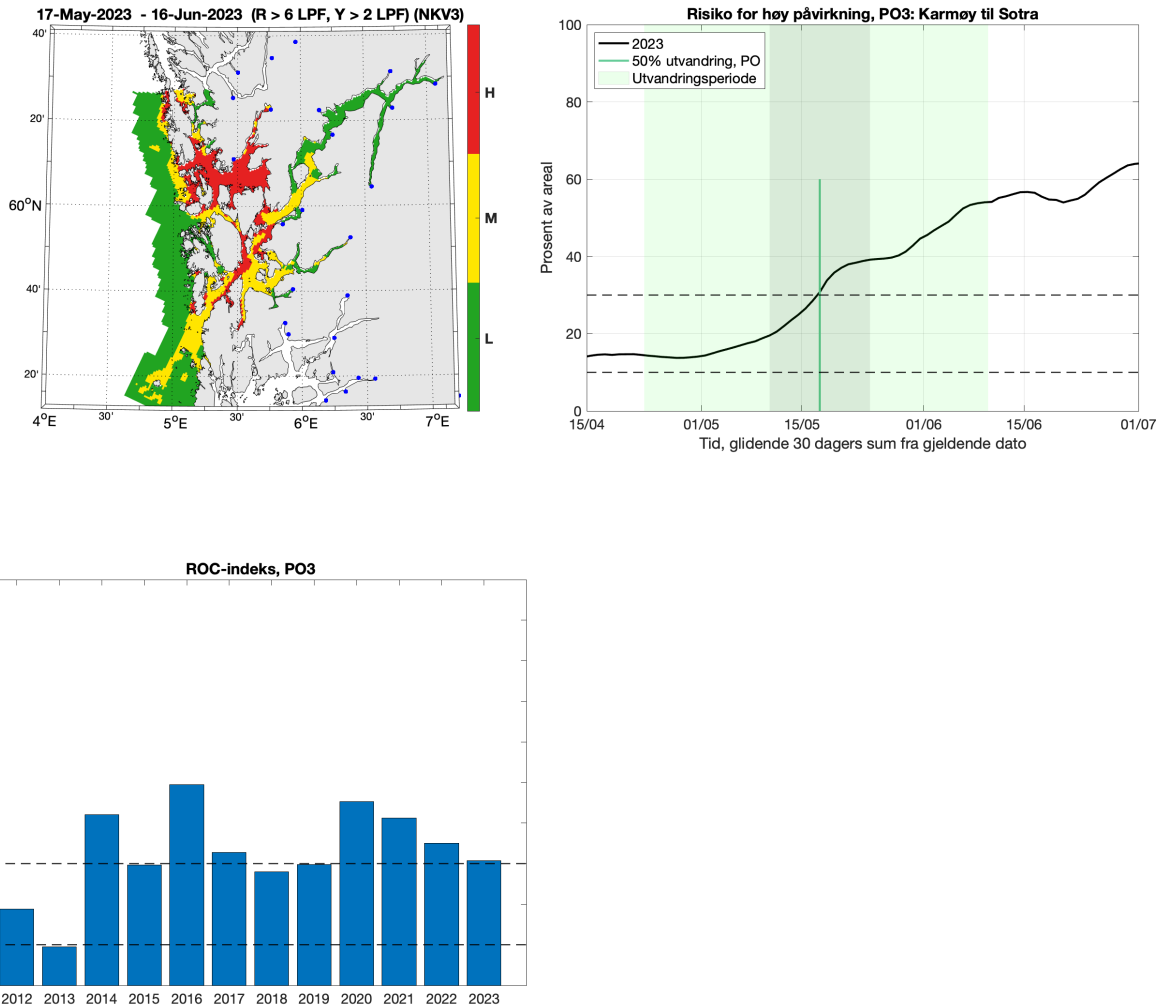 17-May-2023 - 16-Jun-2023 (R > 6 LPF, Y > 2 LPF) (NKV3)
40'
20'
60°N
40'
20'
4°E
30'
5°E
30'
6°E
30'
7°E
H
M
L
Risiko for høy påvirkning, PO3: Karmøy til Sotra
2023
50% utvandring, PO
Utvandringsperiode
Prosent av areal
100
80
60
40
20
0
15/04
01/05
15/05
01/06
15/06
01/07
Tid, glidende 30 dagers sum fra gjeldende dato
ROC-indeks, PO3
2012
2013
2014
2015
2016
2017
2018
2019
2020
2021
2022
2023